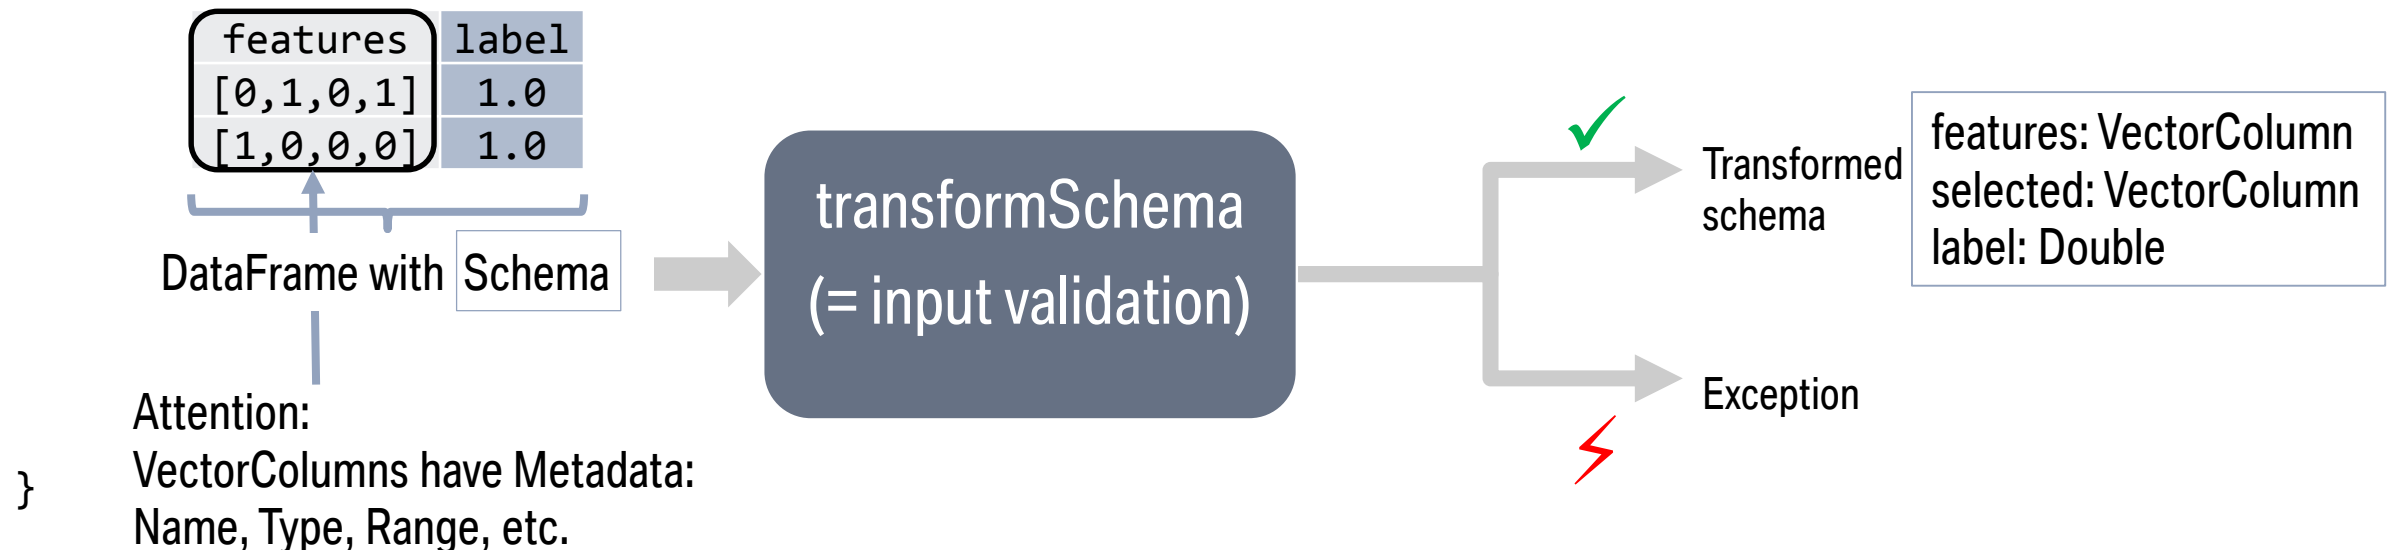 features label
[0,1,0,1] 1.0
[1,0,0,0] 1.0
DataFrame with Schema
Attention:
VectorColumns have Metadata:
Name, Type, Range, etc.
}
transformSchema
(= input validation)
Transformed
schema
features: VectorColumn
selected: VectorColumn
label: Double
Exception